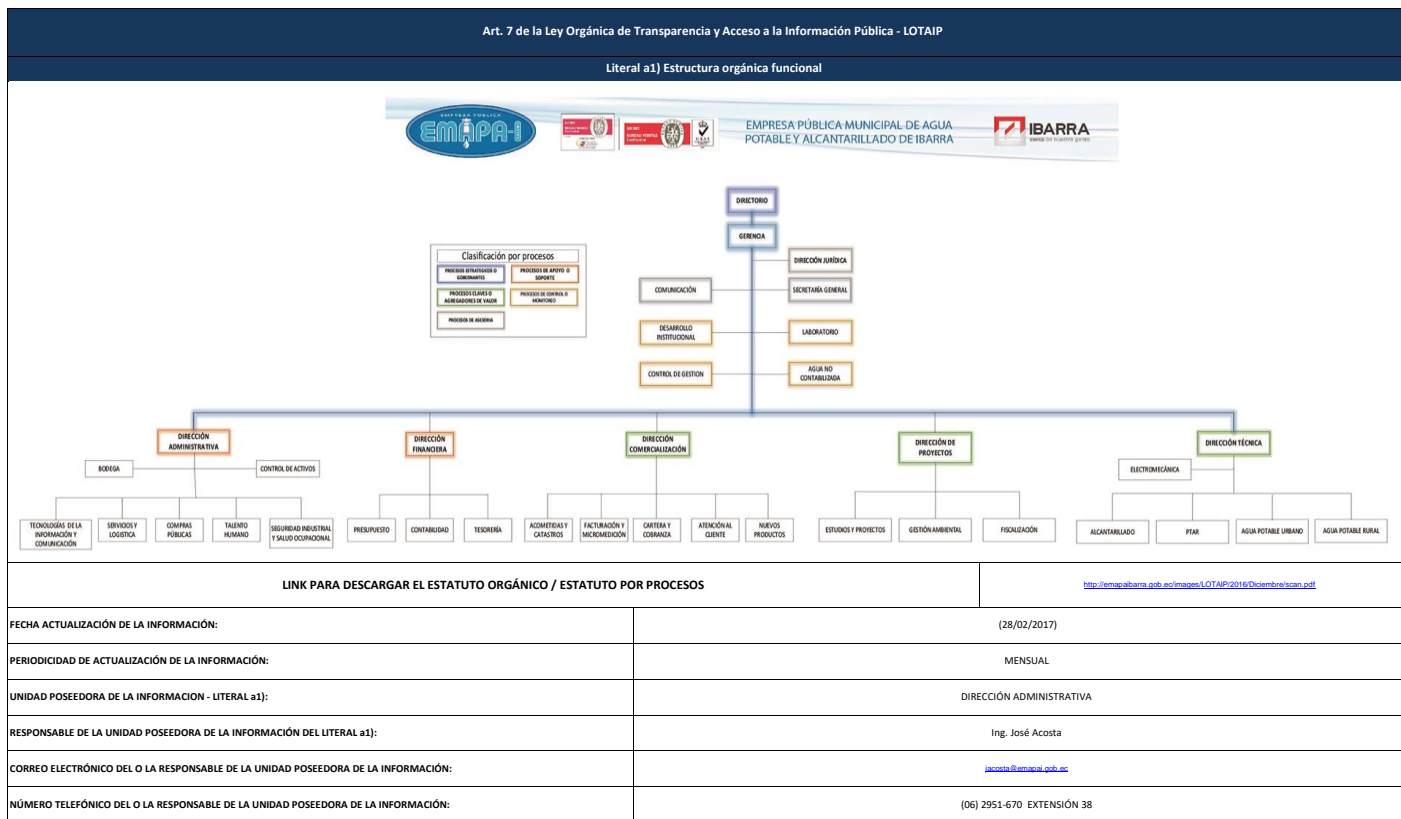 Art. 7 de la Ley Orgánica de Transparencia y Acceso a la Información Pública - LOTAIP
Literal a1) Estructura orgánica funcional
EMPRESA PÚBLICA
EMAPA-I
EMPRESA PÚBLICA MUNICIPAL DE AGUA
POTABLE Y ALCANTARILLADO DE IBARRA
IBARRA
DIRECTORIO
GERENCIA
Clasificación por procesos
PROCESOS ESTRATEGICOS O
GOBERNANTES
PROCESOS DE APOYO O
SOPORTE
PROCESOS CLAVES O
AGREGADORES DE VALOR
PROCESOS DE CONTROL O
MONITOREO
PROCESOS DE ASESORIA
DIRECCIÓN JURÍDICA
COMUNICACIÓN
SECRETARÍA GENERAL
DESARROLLO
INSTITUCIONAL
LABORATORIO
CONTROL DE GESTION
AGUA NO
CONTABILIZADA
DIRECCIÓN
ADMINISTRATIVA
DIRECCIÓN
FINANCIERA
DIRECCIÓN
COMERCIALIZACIÓN
DIRECCIÓN DE
PROYECTOS
DIRECCIÓN TÉCNICA
BODEGA
CONTROL DE ACTIVOS
ELECTROMECÁNICA
TECNOLOGÍAS DE LA
INFORMACIÓN Y
COMUNICACIÓN
SERVICIOS Y
LOGISTICA
COMPRAS
PÚBLICAS
TALENTO
HUMANO
SEGURIDAD INDUSTRIAL
Y SALUD OCUPACIONAL
PRESUPUESTO
CONTABILIDAD
TESORERÍA
ACOMETIDAS Y
CATASTROS
FACTURACIÓN Y
MICROMEDICIÓN
CARTERA Y
COBRANZA
ATENCIÓN AL
CLIENTE
NUEVOS
PRODUCTOS
ESTUDIOS Y PROYECTOS
GESTIÓN AMBIENTAL
FISCALIZACIÓN
ALCANTARILLADO
PTAR
AGUA POTABLE URBANO
AGUA POTABLE RURAL
LINK PARA DESCARGAR EL ESTATUTO ORGÁNICO / ESTATUTO POR PROCESOS
http://emapaibarra.gob.ec/images/LOTAIP/2016/Diciembre/scan.pdf
FECHA ACTUALIZACIÓN DE LA INFORMACIÓN:
(28/02/2017)
PERIODICIDAD DE ACTUALIZACIÓN DE LA INFORMACIÓN:
MENSUAL
UNIDAD POSEEDORA DE LA INFORMACION - LITERAL a1):
DIRECCIÓN ADMINISTRATIVA
RESPONSABLE DE LA UNIDAD POSEEDORA DE LA INFORMACIÓN DEL LITERAL a1):
Ing. José Acosta
CORREO ELECTRÓNICO DEL O LA RESPONSABLE DE LA UNIDAD POSEEDORA DE LA INFORMACIÓN:
jacosta@emapai.gob.ec
NÚMERO TELEFÓNICO DEL O LA RESPONSABLE DE LA UNIDAD POSEEDORA DE LA INFORMACIÓN:
(06) 2951-670 EXTENSIÓN 38